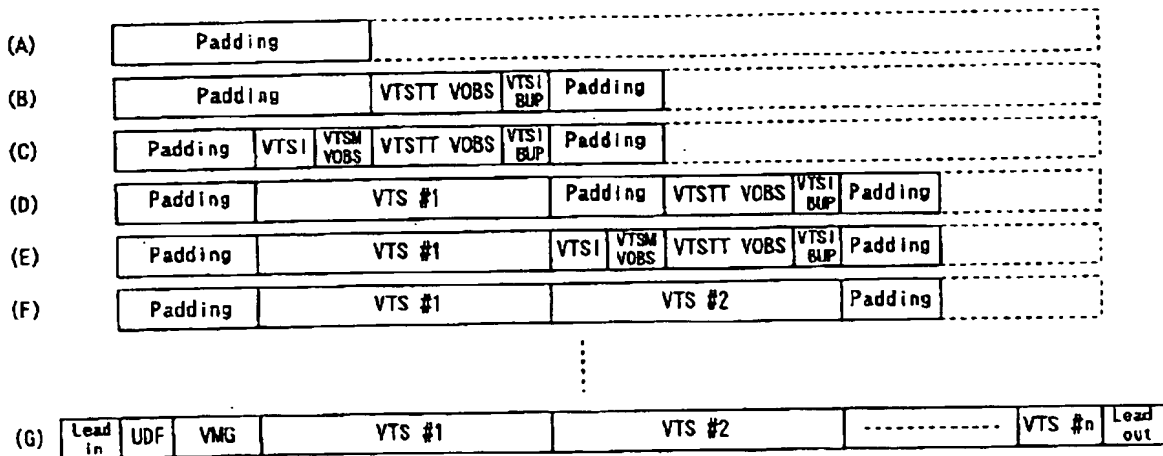 (A) Padding
(B) Padding VTSTT VOBS VTSI BUP Padding
(C) Padding VTSI VTSM VOBS VTSTT VOBS VTSI BUP Padding
(D) Padding VTS #1 Padding VTSTT VOBS VTSI BUP Padding
(E) Padding VTS #1 VTSI VTSM VOBS VTSTT VOBS VTSI BUP Padding
(F) Padding VTS #1 VTS #2 Padding
(G) Lead in UDF VMG VTS #1 VTS #2 ------------ VTS #n Lead out